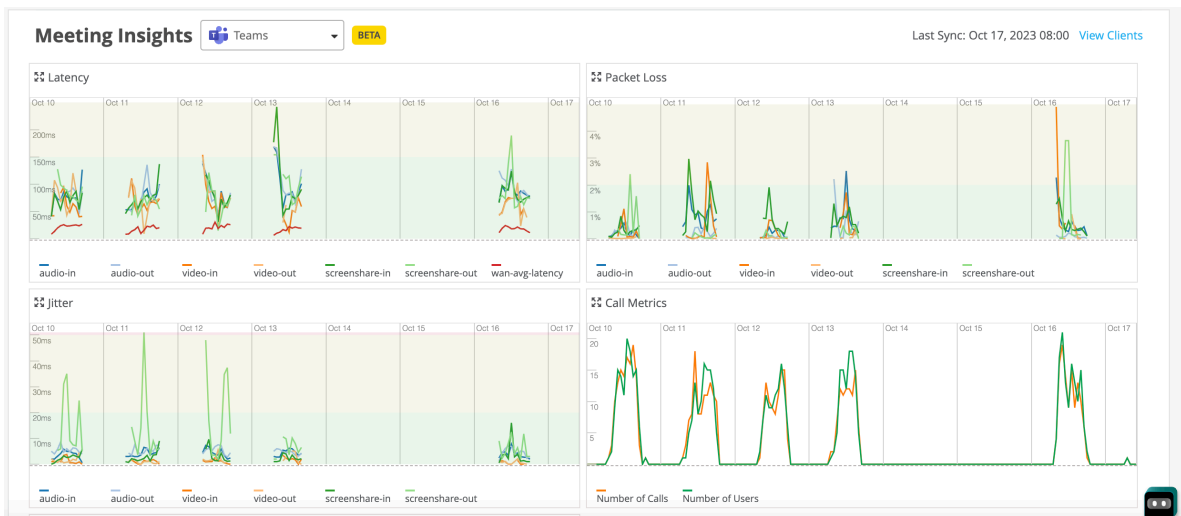 Meeting Insights Teams BETA Last Sync: Oct 17, 2023 08:00 View Clients
Latency
Oct 10 Oct 11 Oct 12 Oct 13 Oct 14 Oct 15 Oct 16 Oct 17
200ms
150ms
100ms
50ms
audio-in audio-out video-in video-out screenshare-in screenshare-out wan-avg-latency
Packet Loss
Oct 10 Oct 11 Oct 12 Oct 13 Oct 14 Oct 15 Oct 16 Oct 17
4%
3%
2%
1%
audio-in audio-out video-in video-out screenshare-in screenshare-out
Jitter
Oct 10 Oct 11 Oct 12 Oct 13 Oct 14 Oct 15 Oct 16 Oct 17
50ms
40ms
30ms
20ms
10ms
audio-in audio-out video-in video-out screenshare-in screenshare-out
Call Metrics
Oct 10 Oct 11 Oct 12 Oct 13 Oct 14 Oct 15 Oct 16 Oct 17
20
15
10
5
Number of Calls Number of Users